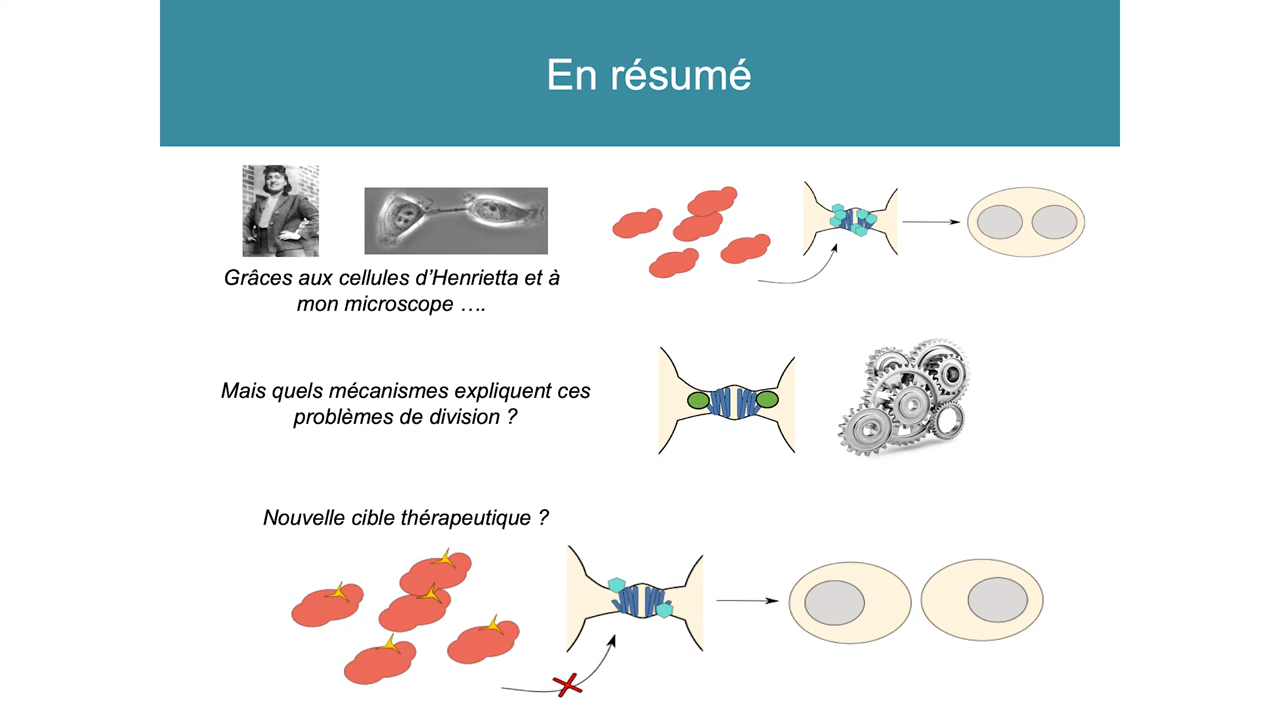 En résumé
Grâces aux cellules d’Henrietta et à
mon microscope ….
Mais quels mécanismes expliquent ces
problèmes de division ?
Nouvelle cible thérapeutique ?